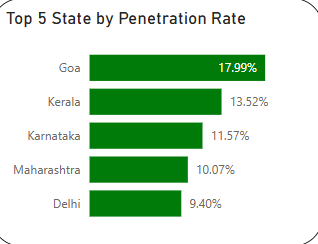 Top 5 State by Penetration Rate
Goa 17.99%
Kerala 13.52%
Karnataka 11.57%
Maharashtra 10.07%
Delhi 9.40%